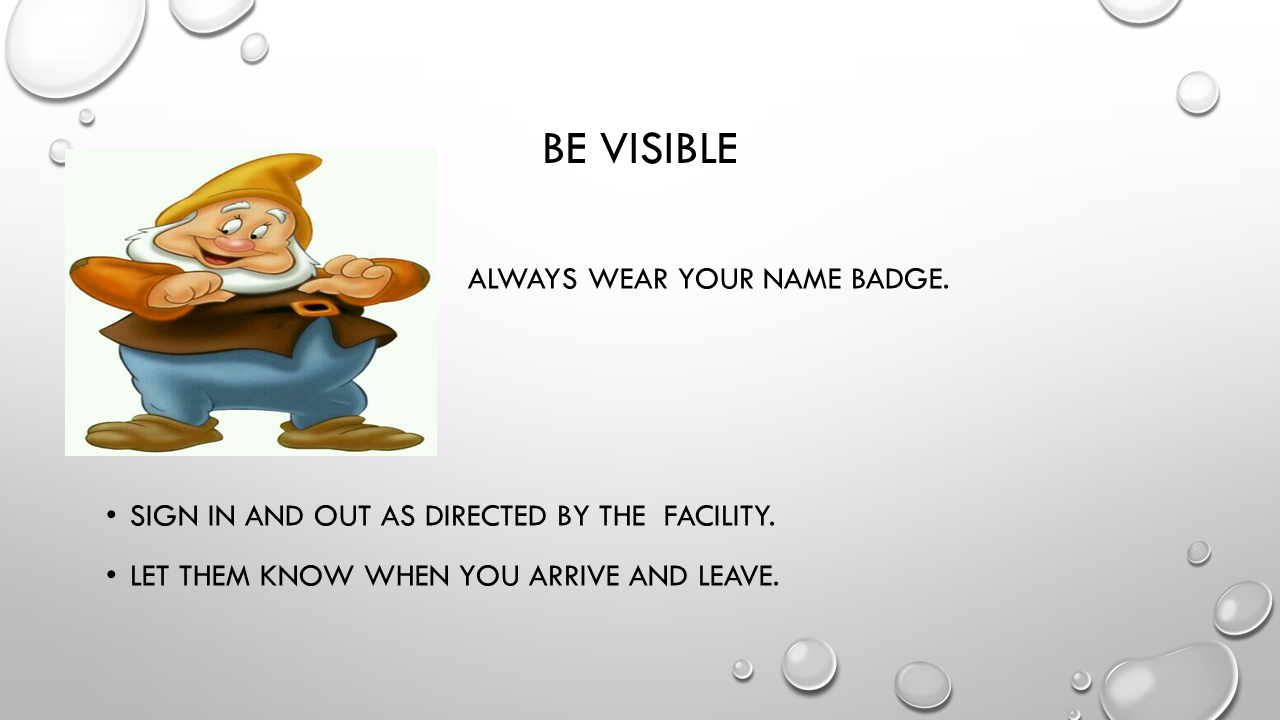 BE VISIBLE
ALWAYS WEAR YOUR NAME BADGE.
• SIGN IN AND OUT AS DIRECTED BY THE  FACILITY.
• LET THEM KNOW WHEN YOU ARRIVE AND LEAVE.